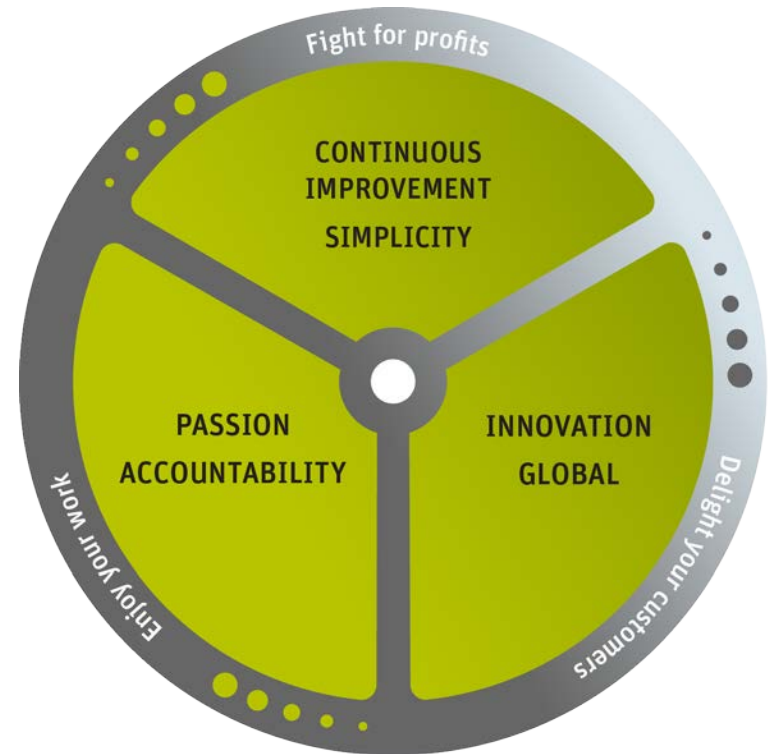 Fight for profits
CONTINUOUS
IMPROVEMENT
SIMPLICITY
PASSION
ACCOUNTABILITY
INNOVATION
GLOBAL
Enjoy your work
Delight your customers